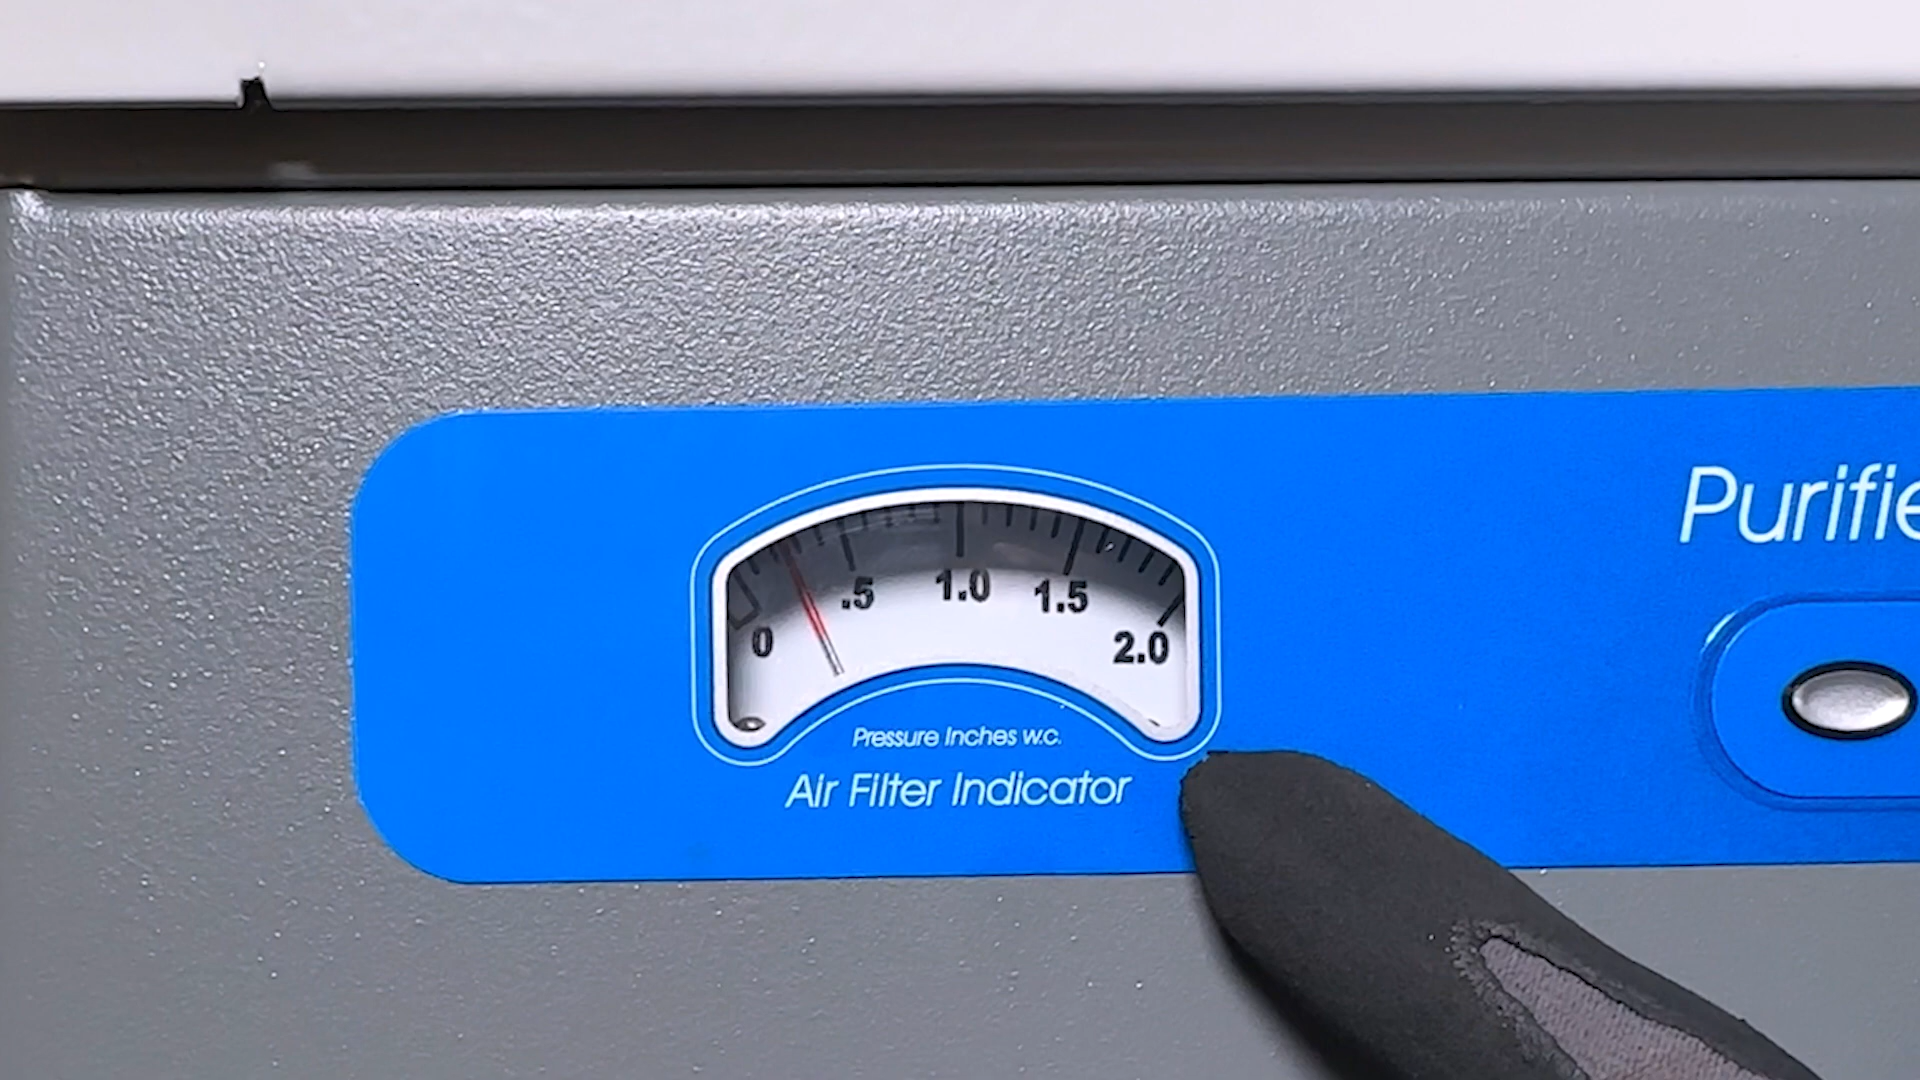 Purifie
0 .5 1.0 1.5 2.0
Pressure Inches w.c.
Air Filter Indicator